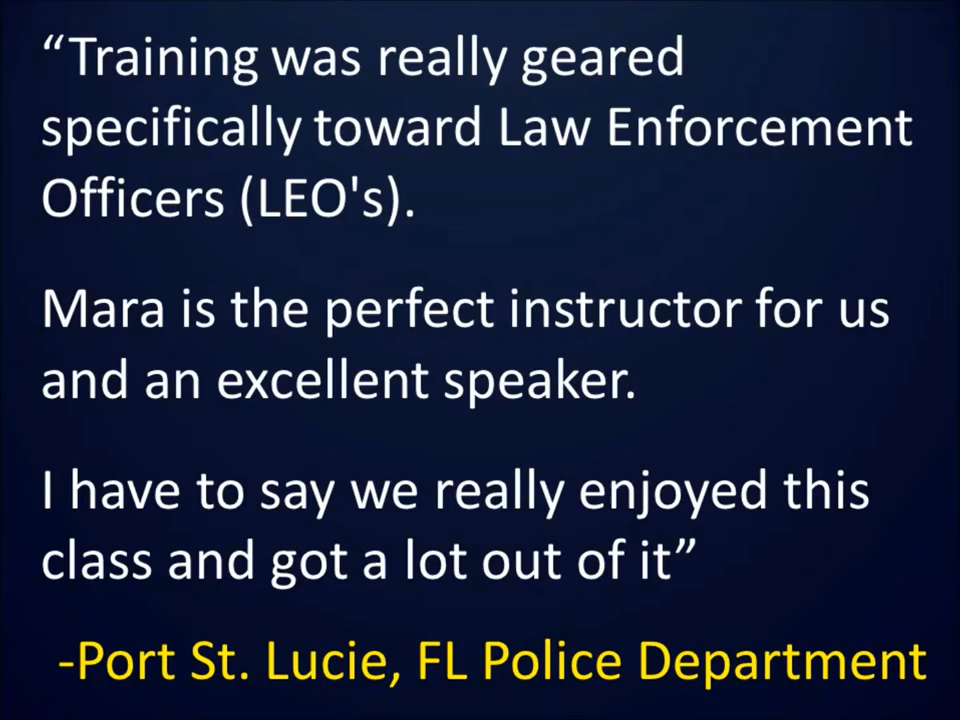 “Training was really geared
specifically toward Law Enforcement
Officers (LEO's).
Mara is the perfect instructor for us
and an excellent speaker.
I have to say we really enjoyed this
class and got a lot out of it”
-Port St. Lucie, FL Police Department